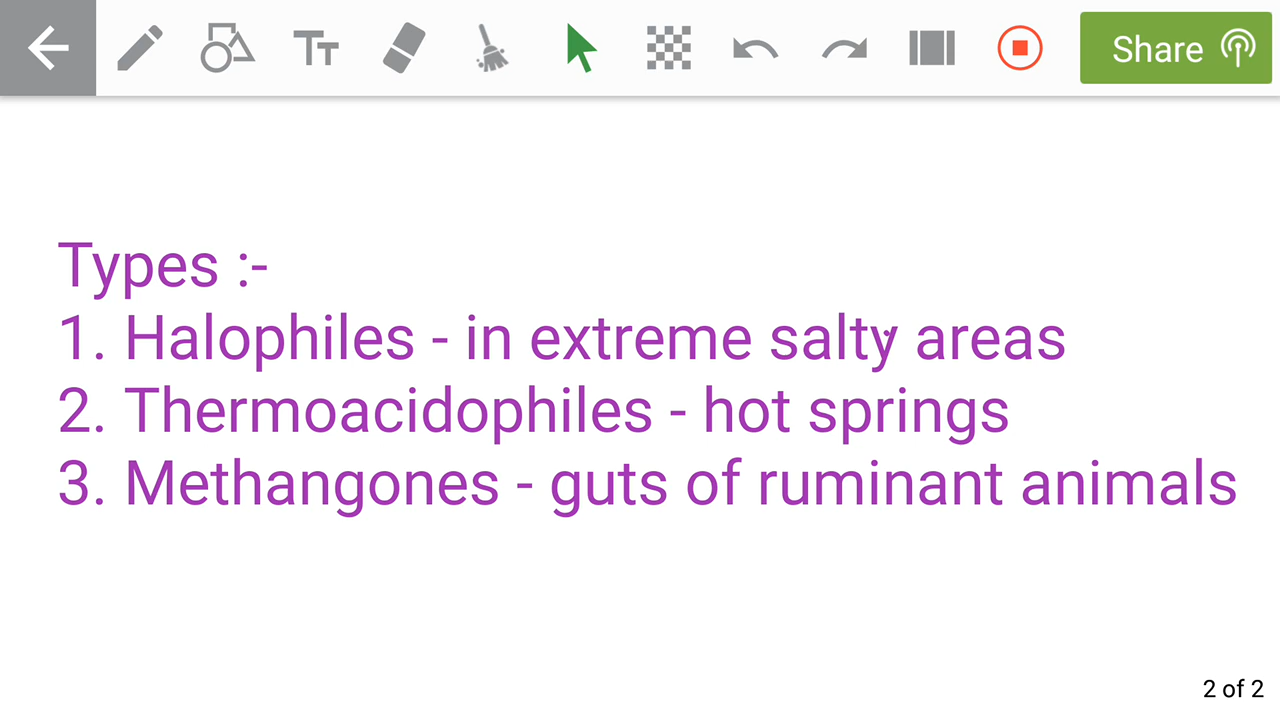 Share
Types :-
1. Halophiles - in extreme salty areas
2. Thermoacidophiles - hot springs
3. Methangones - guts of ruminant animals
2 of 2